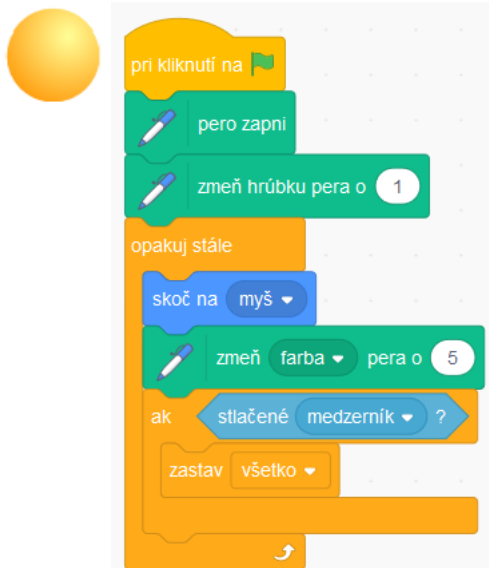 pri kliknutí na
pero zapni
zmeň hrúbku pera o 1
opakuj stále
skoč na myš
zmeň farba pera o 5
ak stlačené medzerník ?
zastav všetko